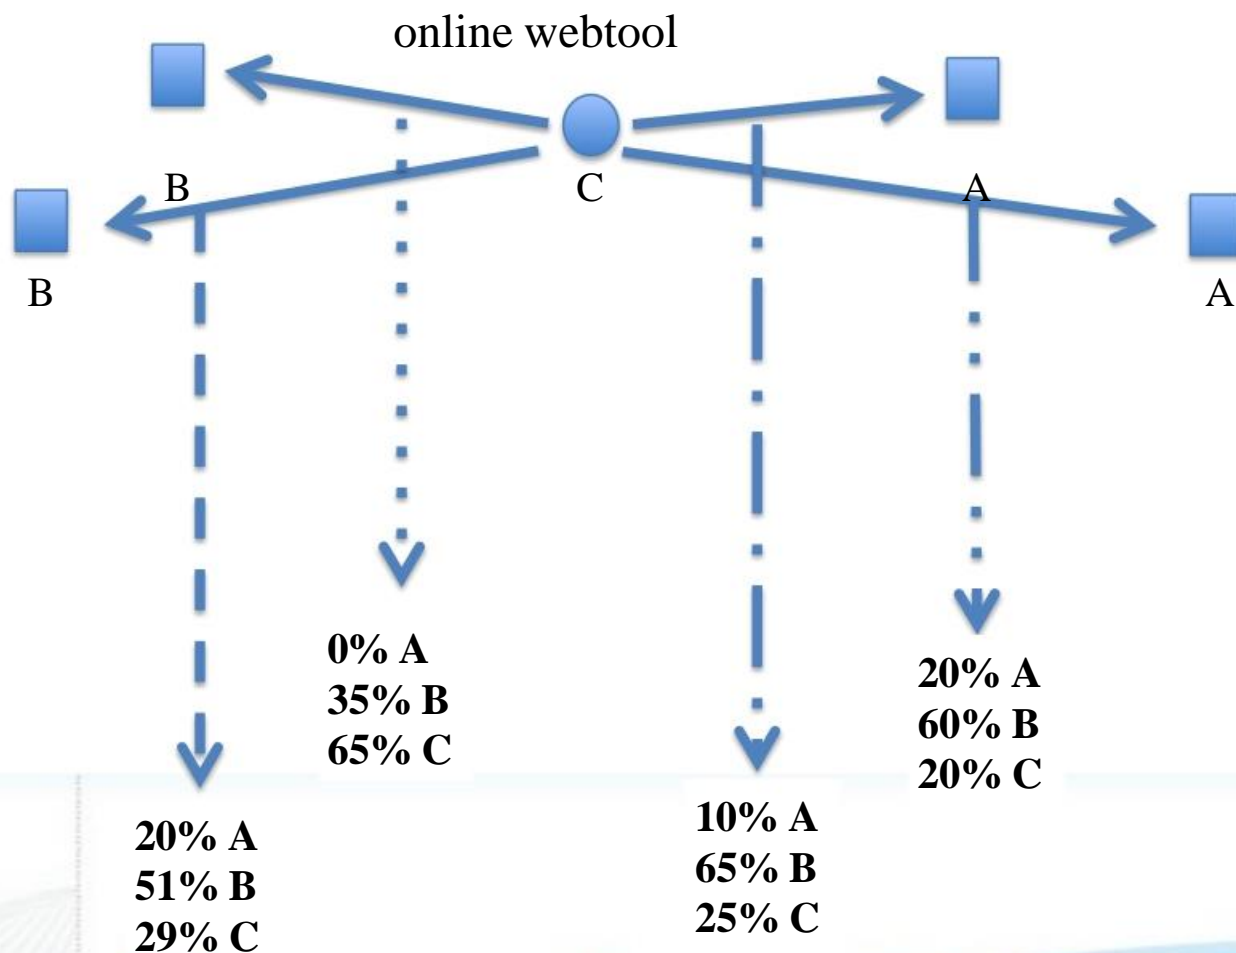 online webtool
B
C
A
B
A
0% A
35% B
65% C
20% A
60% B
20% C
20% A
51% B
29% C
10% A
65% B
25% C